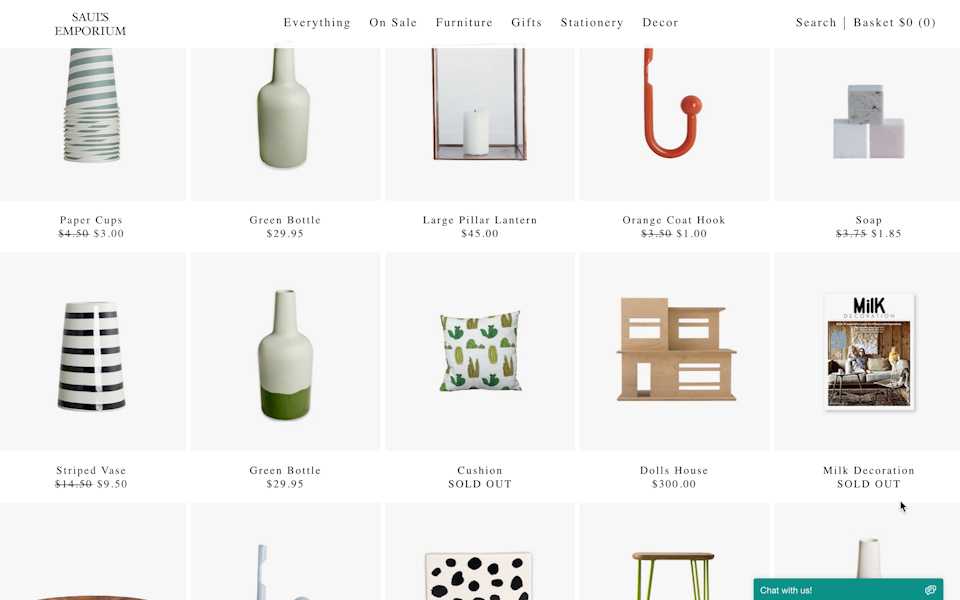 SAUL'S
EMPORIUM
Everything On Sale Furniture Gifts Stationery Decor
Search | Basket $0 (0)
Paper Cups
$4.50 $3.00
Green Bottle
$29.95
Large Pillar Lantern
$45.00
Orange Coat Hook
$3.50 $1.00
Soap
$3.75 $1.85
MilK
DECORATION
Striped Vase
$14.50 $9.50
Green Bottle
$29.95
Cushion
SOLD OUT
Dolls House
$300.00
Milk Decoration
SOLD OUT
Chat with us!